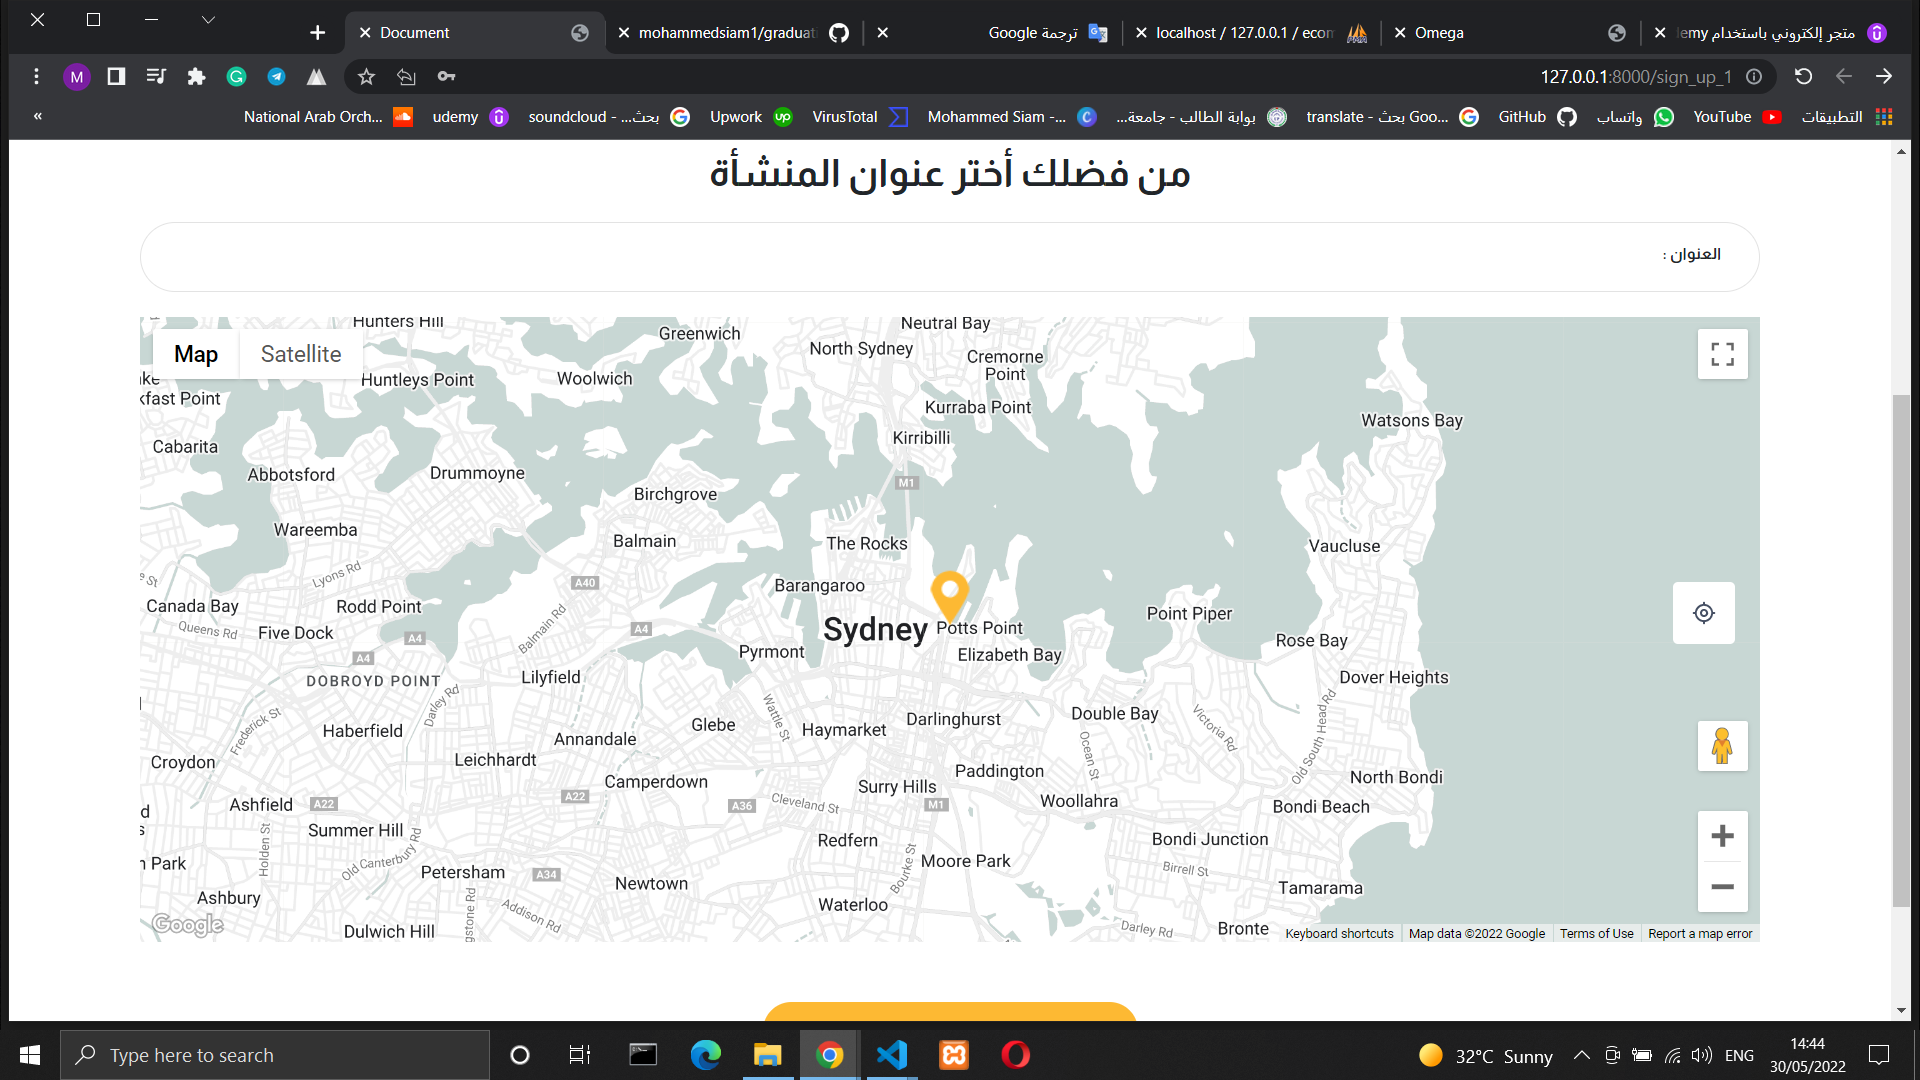 Document
mohammedsiam1/graduat
ترجمة Google
localhost / 127.0.0.1 / econ
Omega
متجر إلكتروني باستخدام
M
127.0.0.1:8000/sign_up_1
«
National Arab Orch...
udemy
soundcloud - بحث...
Upwork
VirusTotal
Mohammed Siam -...
بوابة الطالب - جامعة...
translate - بحث Goo...
GitHub
واتساب
YouTube
التطبيقات
من فضلك أختر عنوان المنشأة
العنوان :
Map
Satellite
Hunters Hill
Greenwich
Neutral Bay
North Sydney
Cremorne
Point
Huntleys Point
Woolwich
kfast Point
Kurraba Point
Watsons Bay
Kirribilli
Cabarita
Abbotsford
Drummoyne
M1
Birchgrove
Wareemba
Balmain
The Rocks
Vaucluse
Lyons Rd
A40
Barangaroo
Canada Bay
Rodd Point
Point Piper
Queens Rd
Five Dock
A4
Balmain Rd
A4
Sydney
Potts Point
Rose Bay
A4
Pyrmont
Elizabeth Bay
DOBROYD POINT
Lilyfield
Dover Heights
Darley Rd
Frederick St
Haberfield
Annandale
Glebe
Wattle St
Haymarket
Darlinghurst
Double Bay
Victoria Rd
Old South Head Rd
Ocean St
Croydon
Leichhardt
Camperdown
Paddington
North Bondi
Surry Hills
Ashfield
A22
A22
A36
Cleveland St
M1
Woollahra
Bondi Beach
Summer Hill
Holden St
Old Canterbury Rd
Redfern
Bondi Junction
n Park
Petersham
A34
Newtown
Bourke St
Moore Park
Birrell St
Tamarama
Ashbury
Addison Rd
Waterloo
Darley Rd
Bronte
Google
Dulwich Hill
Keyboard shortcuts
Map data ©2022 Google
Terms of Use
Report a map error
Type here to search
32°C Sunny
ENG
14:44
30/05/2022